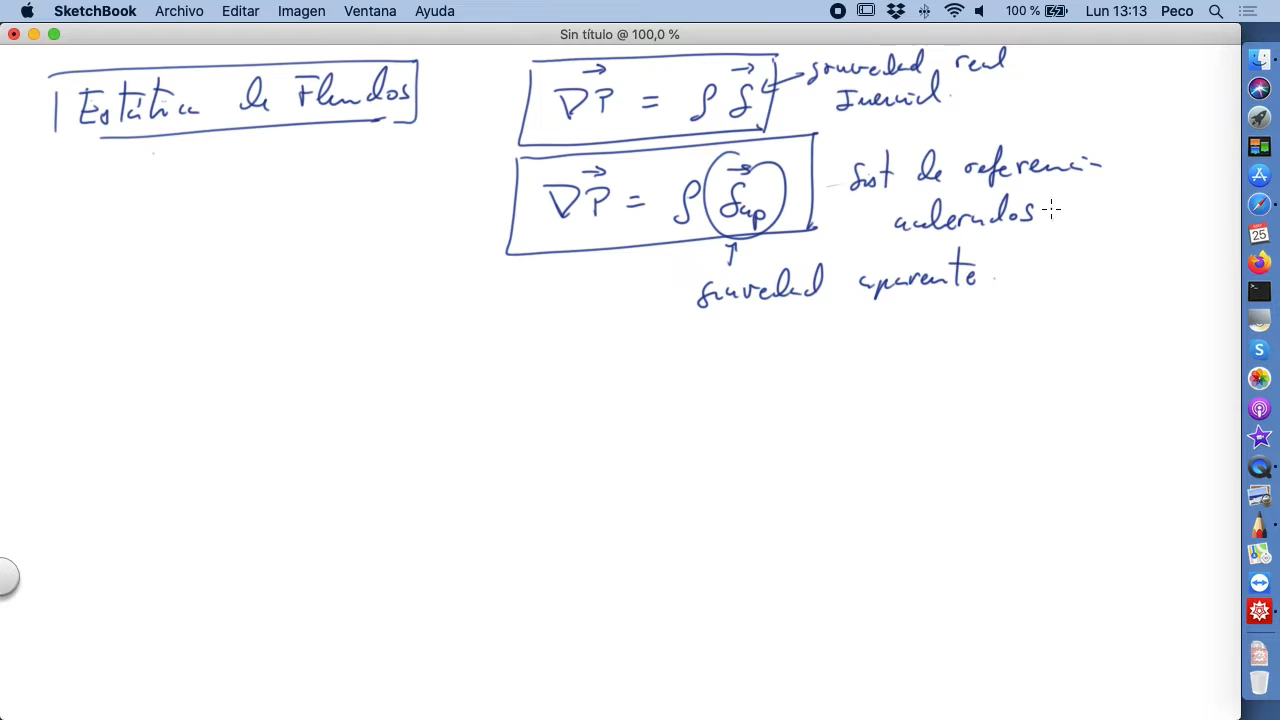 SketchBook Archivo Editar Imagen Ventana Ayuda 100 % Lun 13:13 Peco
Sin título @ 100,0 %
Estática de Fluidos
∇P⃗ = ρ g⃗
gravedad real
Inercial
∇P⃗ = ρ (g⃗ap)
Sist de referencia
acelerados
gravedad aparente
25